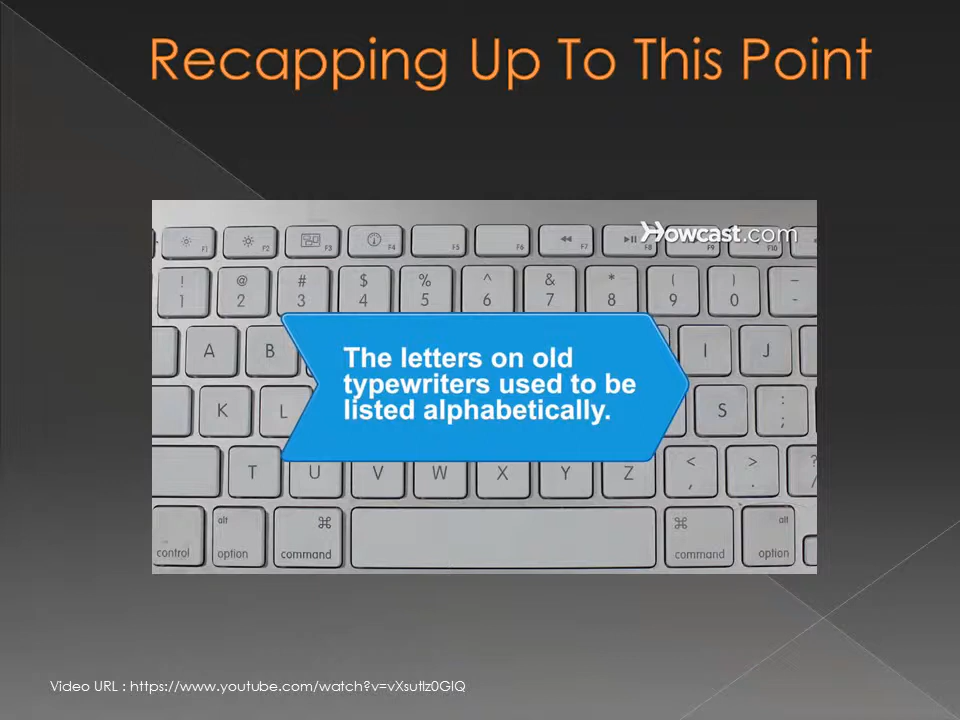 Recapping Up To This Point
Howcast.com
F1 F2 F3 F4 F5 F6 F7 F8 F9 F10
! @ # $ % ^ & * ( ) –
1 2 3 4 5 6 7 8 9 0 -
A B I J
The letters on old
typewriters used to be
listed alphabetically.
K L S : ;
T U V W X Y Z < , > . ? /
alt alt
control option command command option
Video URL : https://www.youtube.com/watch?v=vXsutIz0GIQ